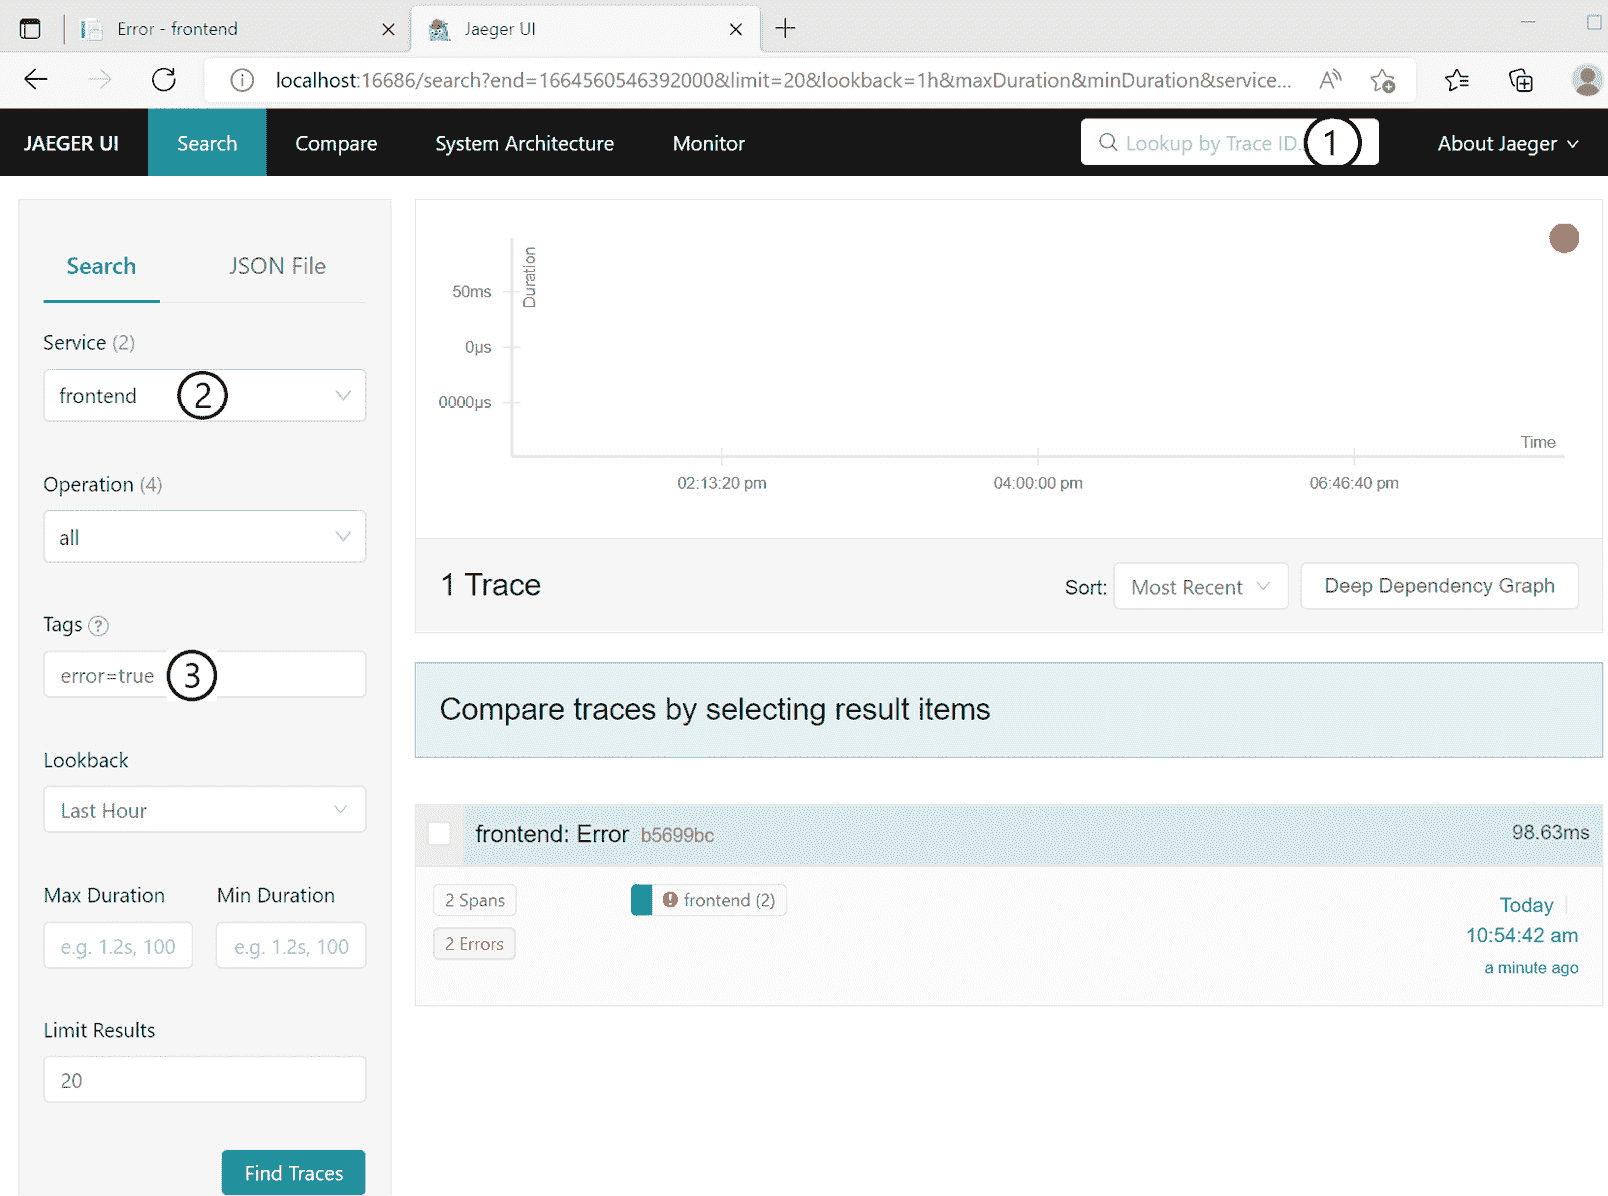 Error - frontend
Jaeger UI
localhost:16686/search?end=1664560546392000&limit=20&lookback=1h&maxDuration&minDuration&service...
JAEGER UI
Search
Compare
System Architecture
Monitor
Lookup by Trace ID.
1
About Jaeger
Search
JSON File
Service (2)
frontend
2
Operation (4)
all
Tags ?
error=true
3
Lookback
Last Hour
Max Duration
Min Duration
e.g. 1.2s, 100
e.g. 1.2s, 100
Limit Results
20
Find Traces
Duration
50ms
0μs
0000μs
Time
02:13:20 pm
04:00:00 pm
06:46:40 pm
1 Trace
Sort:
Most Recent
Deep Dependency Graph
Compare traces by selecting result items
frontend: Error b5699bc
98.63ms
2 Spans
frontend (2)
2 Errors
Today
10:54:42 am
a minute ago